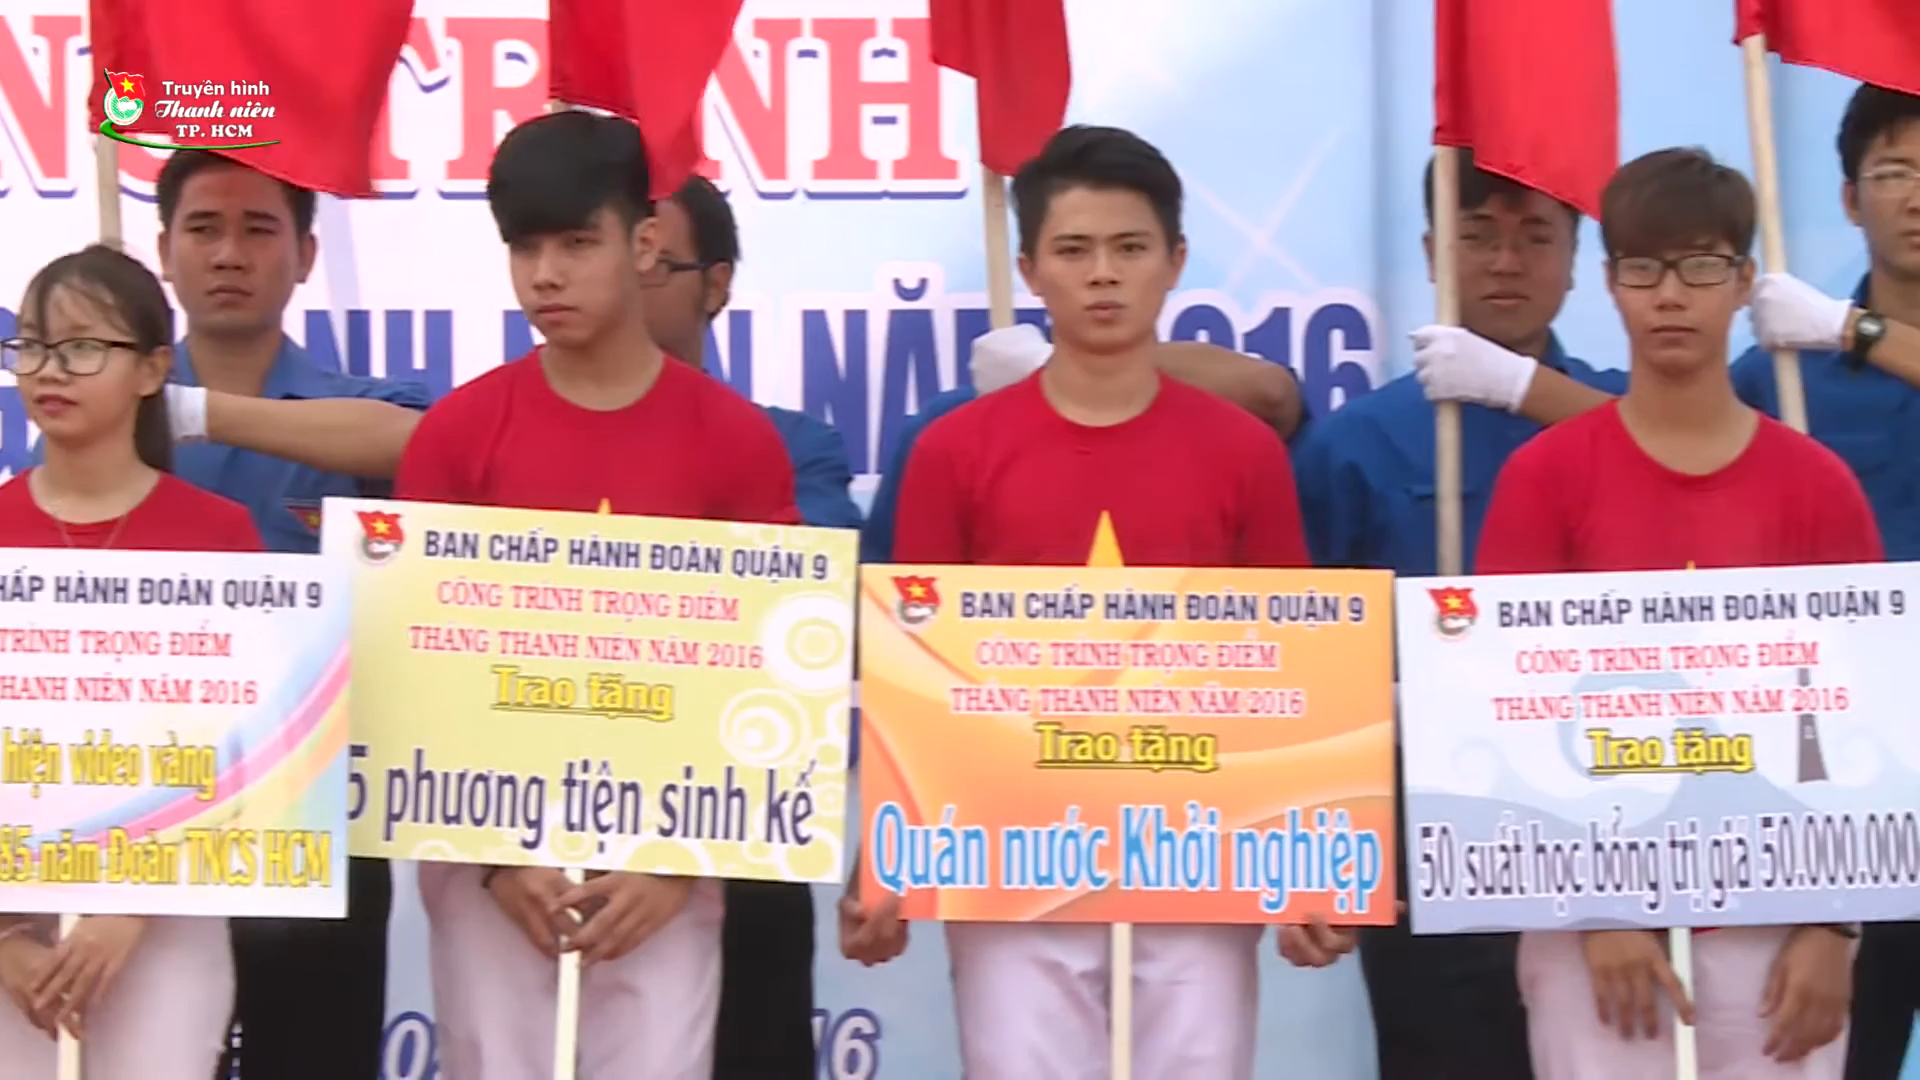 Truyền hình
Thanh niên
TP. HCM
NĂM 2016
CHẤP HÀNH ĐOÀN QUẬN 9
TRÌNH TRỌNG ĐIỂM
THANH NIÊN NĂM 2016
hiện video vàng
85 năm Đoàn TNCS HCM
BAN CHẤP HÀNH ĐOÀN QUẬN 9
CÔNG TRÌNH TRỌNG ĐIỂM
THÁNG THANH NIÊN NĂM 2016
Trao tặng
5 phương tiện sinh kế
BAN CHẤP HÀNH ĐOÀN QUẬN 9
CÔNG TRÌNH TRỌNG ĐIỂM
THÁNG THANH NIÊN NĂM 2016
Trao tặng
Quán nước Khởi nghiệp
BAN CHẤP HÀNH ĐOÀN QUẬN 9
CÔNG TRÌNH TRỌNG ĐIỂM
THÁNG THANH NIÊN NĂM 2016
Trao tặng
50 suất học bổng trị giá 50.000.000